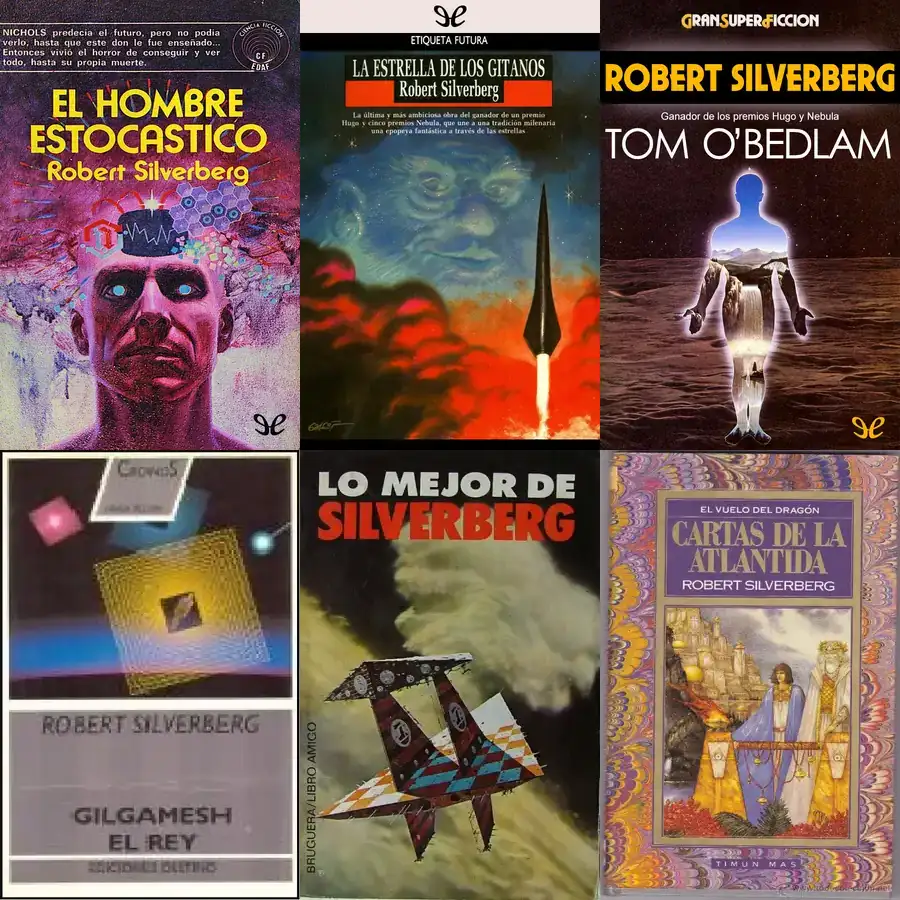 NICHOLS predecía el futuro, pero no podía
verlo, hasta que este don le fue enseñado...
Entonces vivió el horror de conseguir y ver
todo, hasta su propia muerte.
CIENCIA FICCION
CF
EDAF
EL HOMBRE
ESTOCASTICO
Robert Silverberg
ETIQUETA FUTURA
LA ESTRELLA DE LOS GITANOS
Robert Silverberg
La última y más ambiciosa obra del ganador de un premio
Hugo y cinco premios Nebula, que une a una tradición milenaria
una epopeya fantástica a través de las estrellas
GRANSUPERFICCION
ROBERT SILVERBERG
Ganador de los premios Hugo y Nebula
TOM O'BEDLAM
CRONOS
ROBERT SILVERBERG
GILGAMESH
EL REY
EDICIONES DESTINO
LO MEJOR DE
SILVERBERG
BRUGUERA/LIBRO AMIGO
EL VUELO DEL DRAGÓN
CARTAS DE LA
ATLANTIDA
ROBERT SILVERBERG
TIMUN MAS